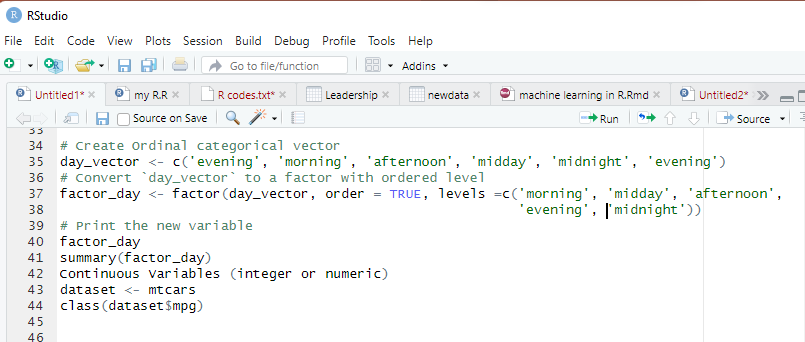 RStudio
File Edit Code View Plots Session Build Debug Profile Tools Help
Go to file/function Addins
Untitled1* my R.R R codes.txt* Leadership newdata machine learning in R.Rmd Untitled2*
Source on Save Run Source
33
34 # Create Ordinal categorical vector
35 day_vector <- c('evening', 'morning', 'afternoon', 'midday', 'midnight', 'evening')
36 # Convert `day_vector` to a factor with ordered level
37 factor_day <- factor(day_vector, order = TRUE, levels =c('morning', 'midday', 'afternoon',
38 'evening', 'midnight'))
39 # Print the new variable
40 factor_day
41 summary(factor_day)
42 Continuous Variables (integer or numeric)
43 dataset <- mtcars
44 class(dataset$mpg)
45
46